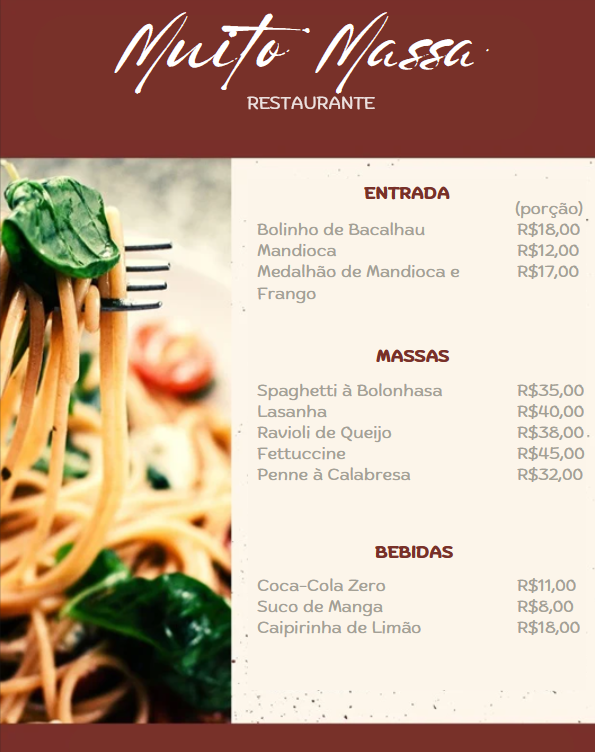 Muito Massa
RESTAURANTE
ENTRADA
(porção)
Bolinho de Bacalhau R$18,00
Mandioca R$12,00
Medalhão de Mandioca e R$17,00
Frango
MASSAS
Spaghetti à Bolonhasa R$35,00
Lasanha R$40,00
Ravioli de Queijo R$38,00
Fettuccine R$45,00
Penne à Calabresa R$32,00
BEBIDAS
Coca-Cola Zero R$11,00
Suco de Manga R$8,00
Caipirinha de Limão R$18,00